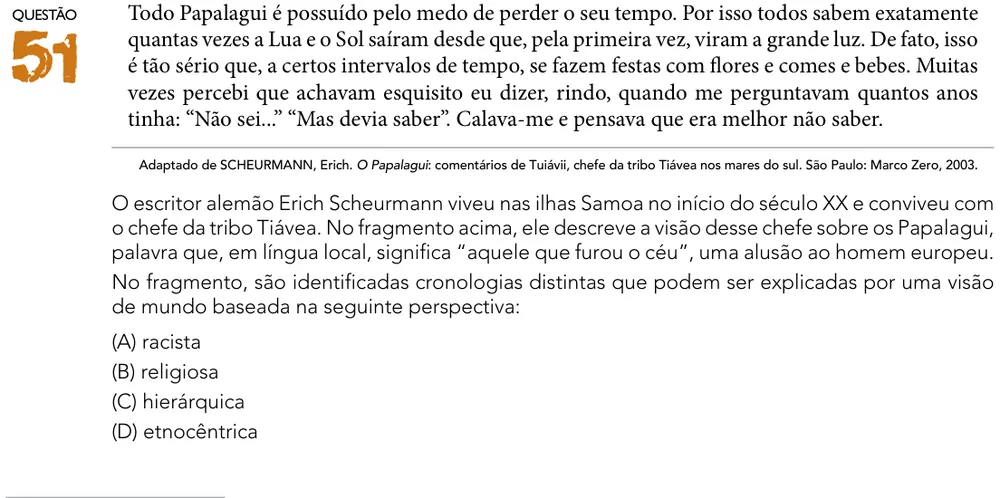 QUESTÃO
51
Todo Papalagui é possuído pelo medo de perder o seu tempo. Por isso todos sabem exatamente
quantas vezes a Lua e o Sol saíram desde que, pela primeira vez, viram a grande luz. De fato, isso
é tão sério que, a certos intervalos de tempo, se fazem festas com flores e comes e bebes. Muitas
vezes percebi que achavam esquisito eu dizer, rindo, quando me perguntavam quantos anos
tinha: “Não sei...” “Mas devia saber”. Calava-me e pensava que era melhor não saber.
Adaptado de SCHEURMANN, Erich. O Papalagui: comentários de Tuiávii, chefe da tribo Tiávea nos mares do sul. São Paulo: Marco Zero, 2003.
O escritor alemão Erich Scheurmann viveu nas ilhas Samoa no início do século XX e conviveu com
o chefe da tribo Tiávea. No fragmento acima, ele descreve a visão desse chefe sobre os Papalagui,
palavra que, em língua local, significa “aquele que furou o céu”, uma alusão ao homem europeu.
No fragmento, são identificadas cronologias distintas que podem ser explicadas por uma visão
de mundo baseada na seguinte perspectiva:
(A) racista
(B) religiosa
(C) hierárquica
(D) etnocêntrica